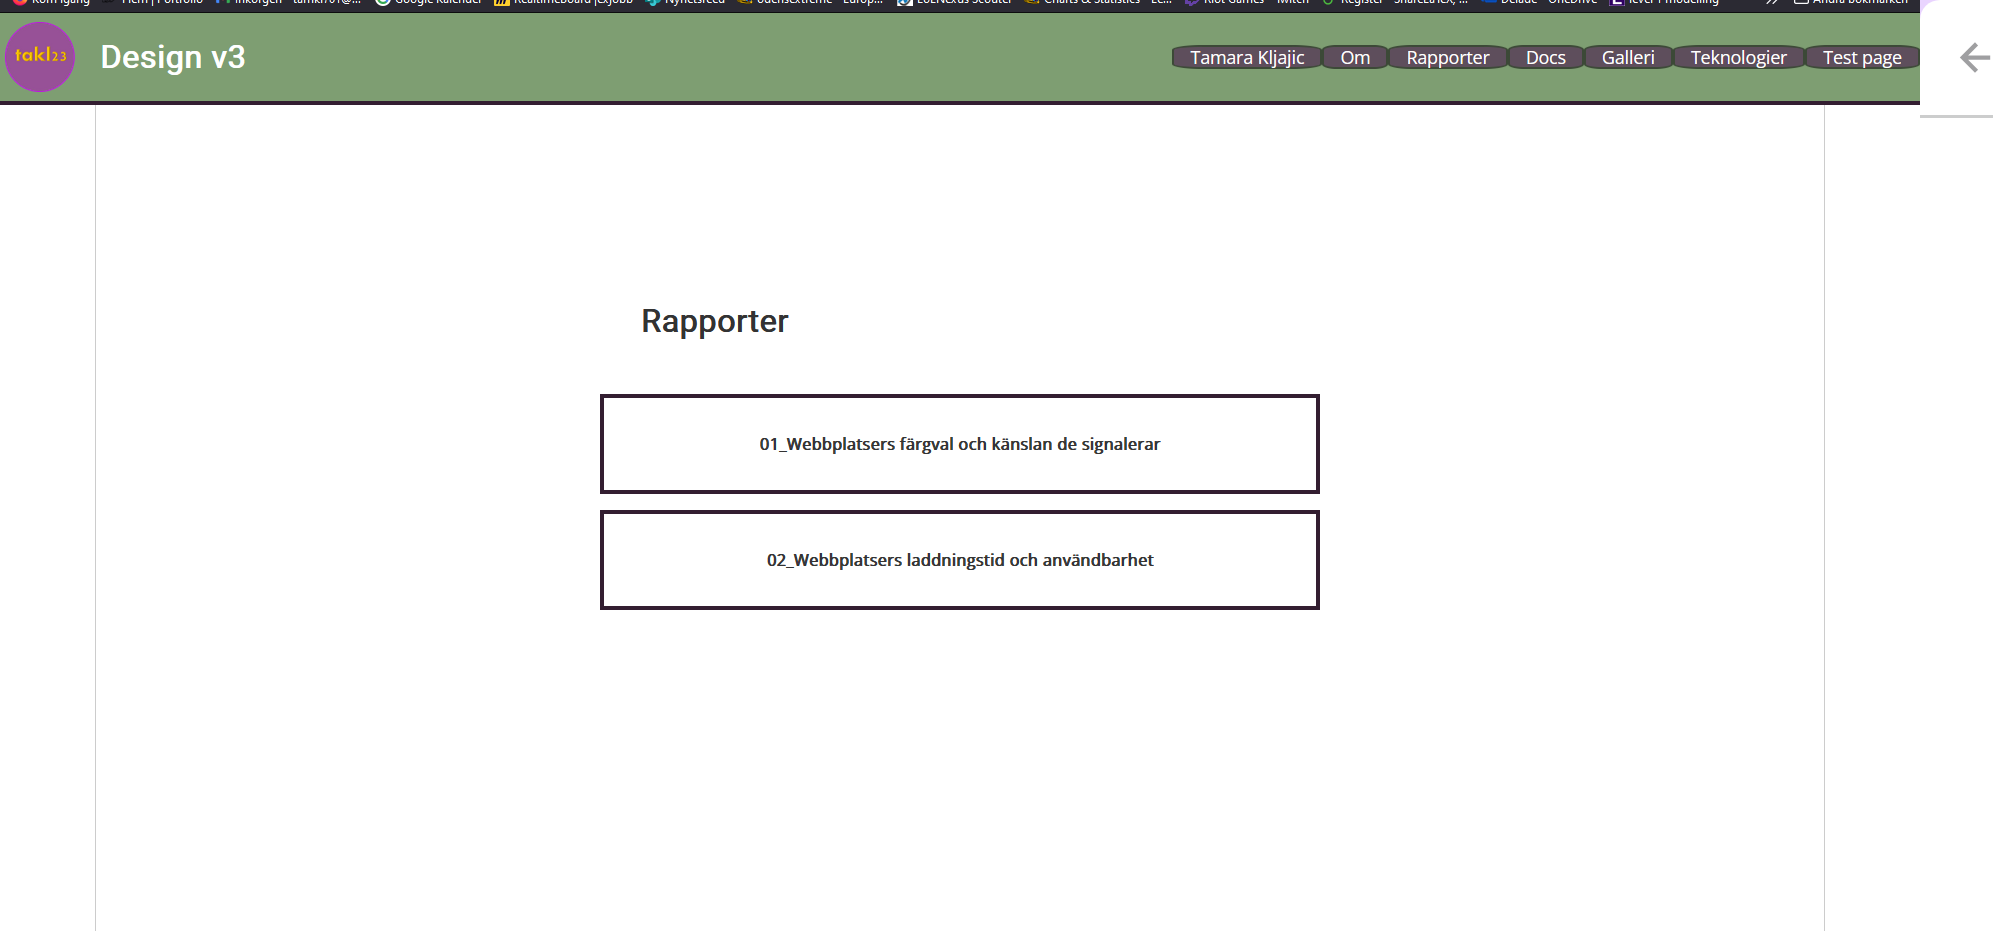 takl23
Design v3
Tamara Kljajic Om Rapporter Docs Galleri Teknologier Test page
Rapporter
01_Webbplatsers färgval och känslan de signalerar
02_Webbplatsers laddningstid och användbarhet